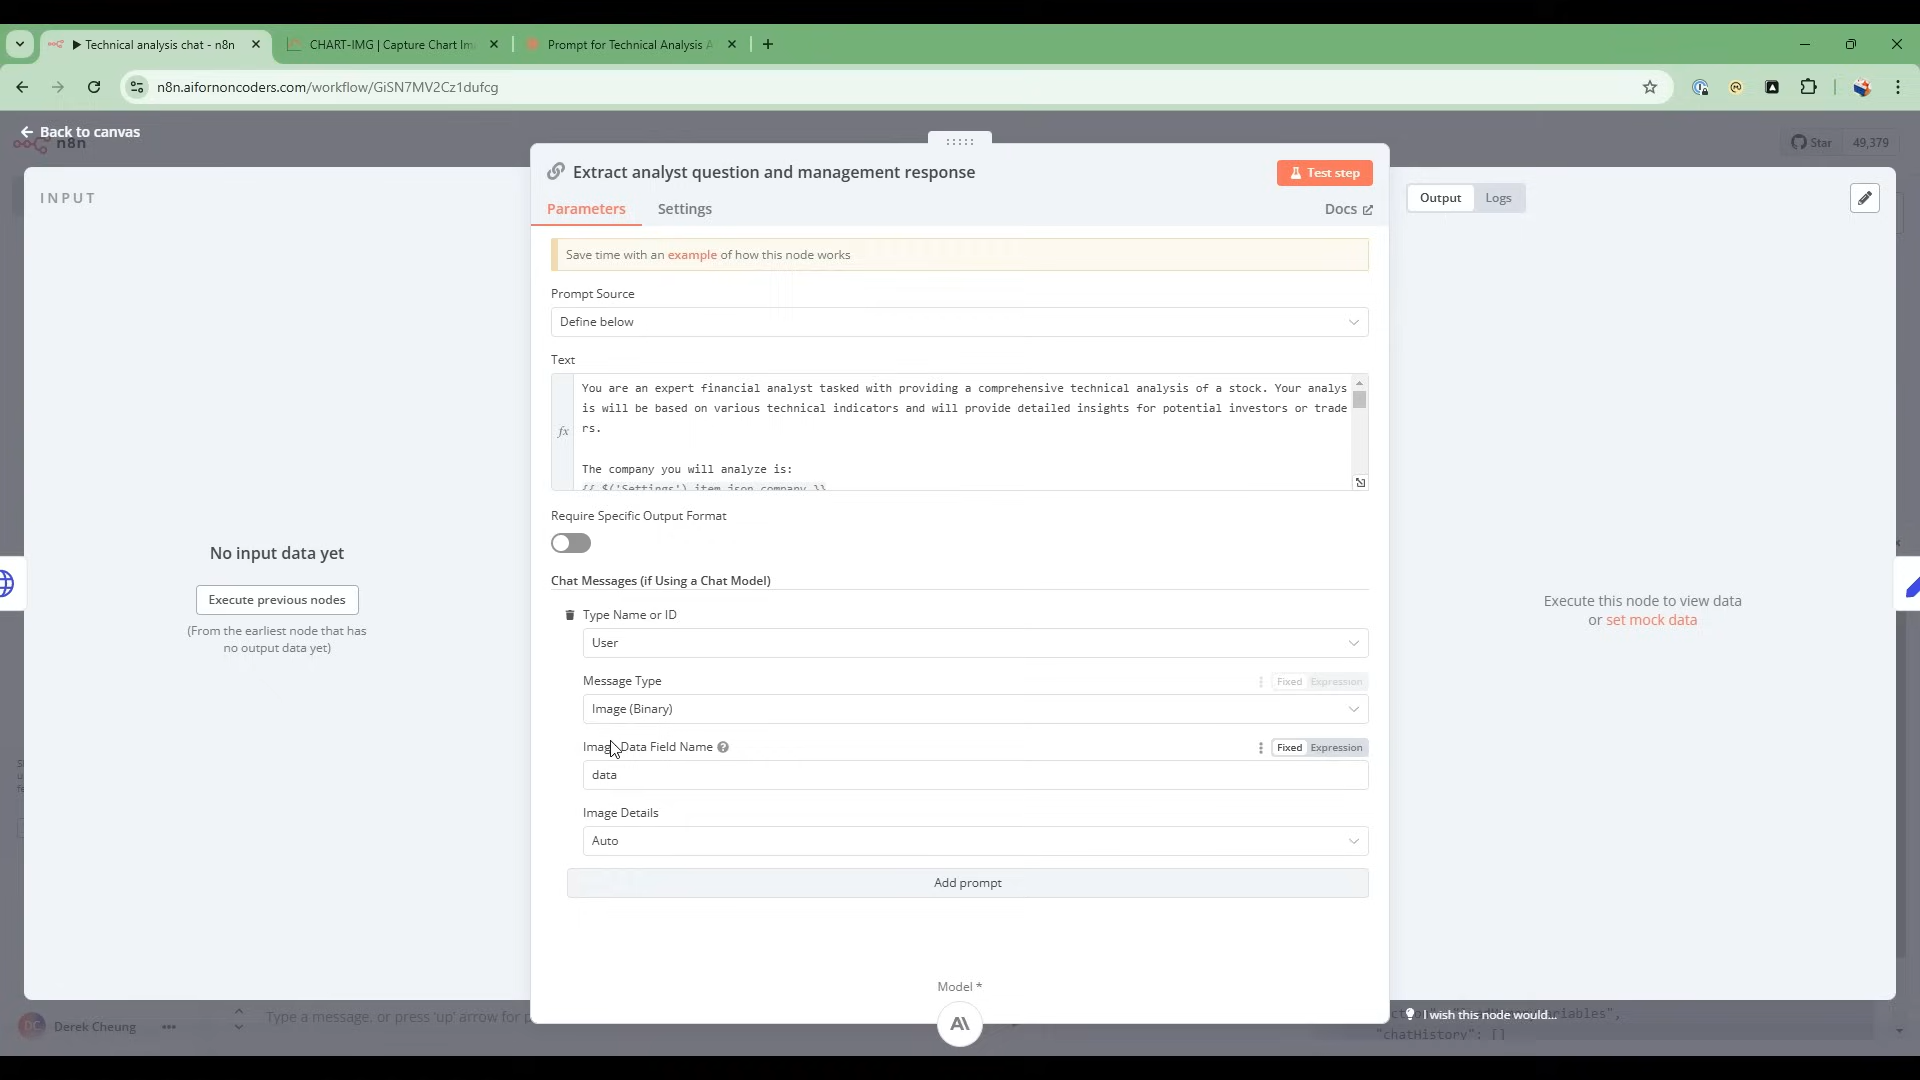 Technical analysis chat - n8n
CHART-IMG | Capture Chart Im
Prompt for Technical Analysis A
n8n.aifornoncoders.com/workflow/GiSN7MV2Cz1dufcg
Back to canvas
n8n
Star
49,379
INPUT
No input data yet
Execute previous nodes
(From the earliest node that has
no output data yet)
Extract analyst question and management response
Test step
Parameters
Settings
Docs
Save time with an example of how this node works
Prompt Source
Define below
Text
fx
You are an expert financial analyst tasked with providing a comprehensive technical analysis of a stock. Your analys
is will be based on various technical indicators and will provide detailed insights for potential investors or trade
rs.
The company you will analyze is:
{{ $('Settings').item.json.company }}
Require Specific Output Format
Chat Messages (if Using a Chat Model)
Type Name or ID
User
Message Type
Fixed Expression
Image (Binary)
Image Data Field Name
Fixed Expression
data
Image Details
Auto
Add prompt
Model *
Output
Logs
Execute this node to view data
or set mock data
I wish this node would...
DC
Derek Cheung
Type a message, or press 'up' arrow for p
"chatHistory": []